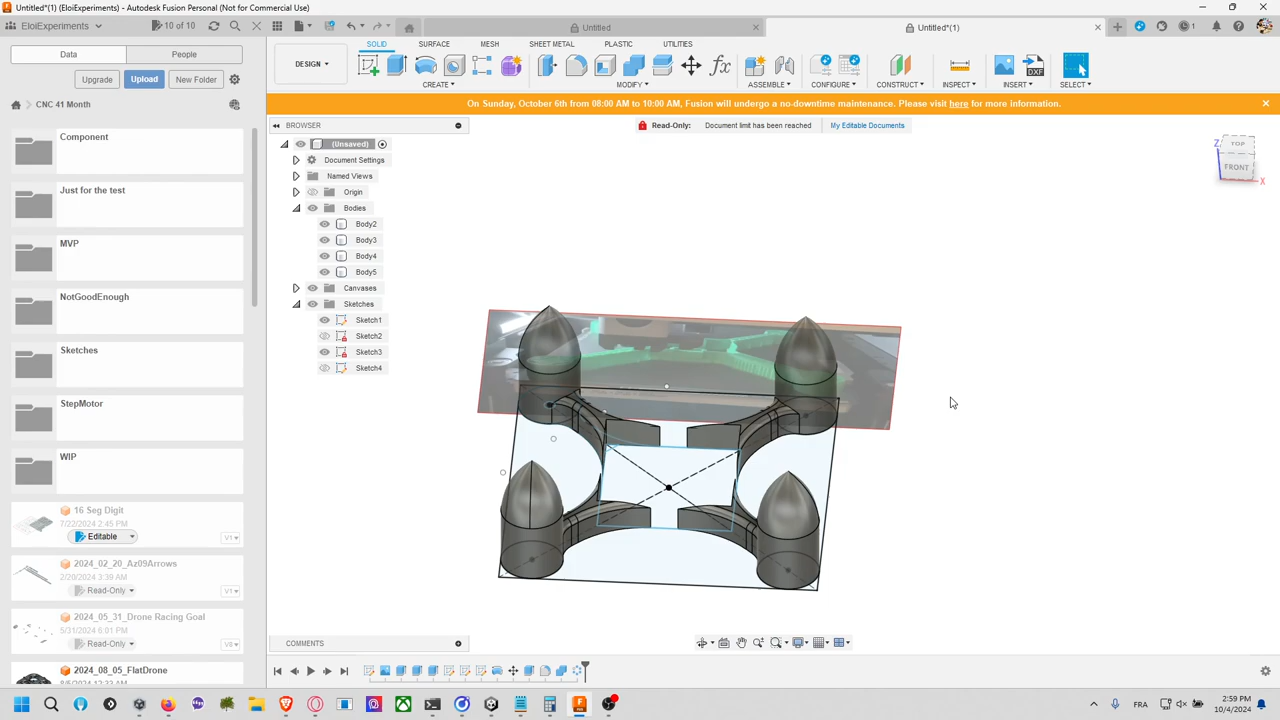 Untitled*(1) (EloiExperiments) - Autodesk Fusion Personal (Not for Commercial Use)
EloiExperiments
10 of 10
Untitled
Untitled*(1)
1
Data
People
Upgrade
Upload
New Folder
CNC 41 Month
Component
Just for the test
MVP
NotGoodEnough
Sketches
StepMotor
WIP
16 Seg Digit
7/22/2024 2:45 PM
Editable
V1
2024_02_20_Az09Arrows
2/20/2024 3:39 AM
Read-Only
V1
2024_05_31_Drone Racing Goal
5/31/2024 6:01 PM
Read-Only
V8
2024_08_05_FlatDrone
DESIGN
SOLID
SURFACE
MESH
SHEET METAL
PLASTIC
UTILITIES
CREATE
MODIFY
ASSEMBLE
CONFIGURE
CONSTRUCT
INSPECT
INSERT
SELECT
DXF
On Sunday, October 6th from 08:00 AM to 10:00 AM, Fusion will undergo a no-downtime maintenance. Please visit here for more information.
BROWSER
Read-Only:
Document limit has been reached
My Editable Documents
(Unsaved)
Document Settings
Named Views
Origin
Bodies
Body2
Body3
Body4
Body5
Canvases
Sketches
Sketch1
Sketch2
Sketch3
Sketch4
TOP
FRONT
Z
X
COMMENTS
FRA
2:59 PM
10/4/2024